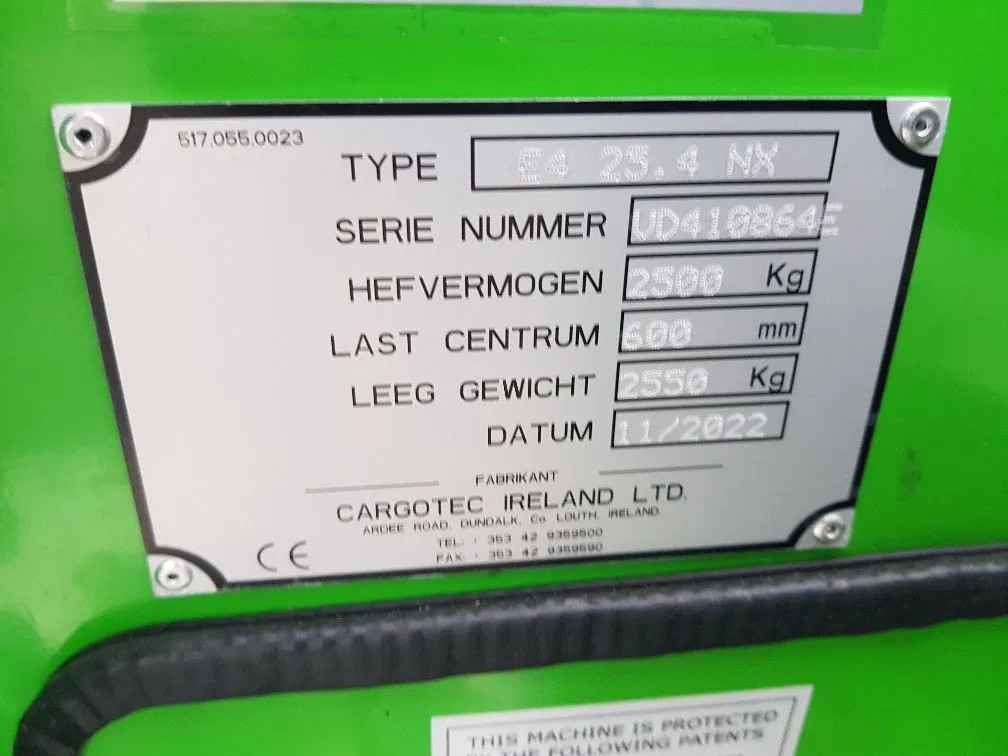 517.055.0023
TYPE E4 25.4 NX
SERIE NUMMER UD410864E
HEFVERMOGEN 2500 Kg
LAST CENTRUM 600 mm
LEEG GEWICHT 2550 Kg
DATUM 11/2022
FABRIKANT
CARGOTEC IRELAND LTD.
ARDEE ROAD, DUNDALK, Co LOUTH, IRELAND.
TEL. : 353 42 9359500
FAX. : 353 42 9359590
CE
THIS MACHINE IS PROTECTED
BY THE FOLLOWING PATENTS